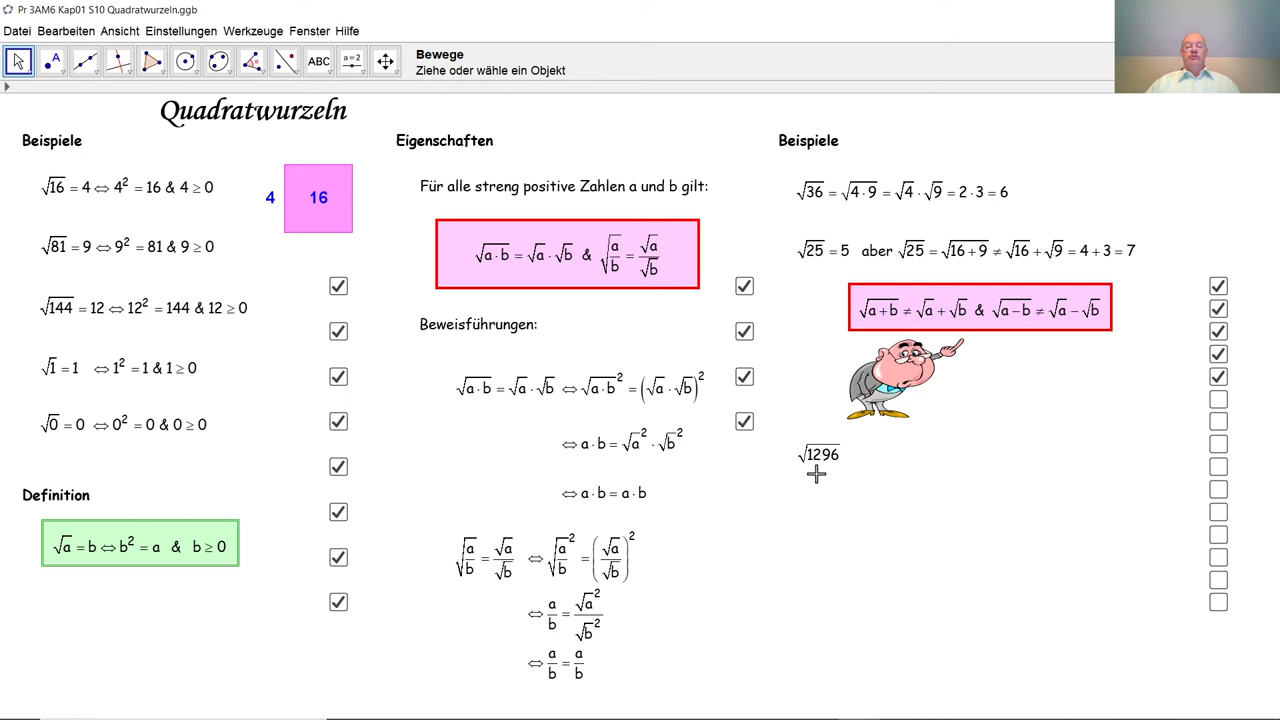 Pr 3AM6 Kap01 S10 Quadratwurzeln.ggb
Datei Bearbeiten Ansicht Einstellungen Werkzeuge Fenster Hilfe
A
ABC
a=2
Bewege
Ziehe oder wähle ein Objekt
Quadratwurzeln
Beispiele
√16 = 4 ⇔ 4² = 16 & 4 ≥ 0
4
16
√81 = 9 ⇔ 9² = 81 & 9 ≥ 0
√144 = 12 ⇔ 12² = 144 & 12 ≥ 0
√1 = 1 ⇔ 1² = 1 & 1 ≥ 0
√0 = 0 ⇔ 0² = 0 & 0 ≥ 0
Definition
√a = b ⇔ b² = a & b ≥ 0
Eigenschaften
Für alle streng positive Zahlen a und b gilt:
√(a·b) = √a · √b & √(a/b) = √a/√b
Beweisführungen:
√(a·b) = √a · √b ⇔ √(a·b)² = (√a · √b)²
⇔ a·b = √a² · √b²
⇔ a·b = a·b
√(a/b) = √a/√b ⇔ √(a/b)² = (√a/√b)²
⇔ a/b = √a²/√b²
⇔ a/b = a/b
Beispiele
√36 = √(4·9) = √4 · √9 = 2·3 = 6
√25 = 5 aber √25 = √(16+9) ≠ √16 + √9 = 4+3 = 7
√(a+b) ≠ √a + √b & √(a−b) ≠ √a − √b
√1296